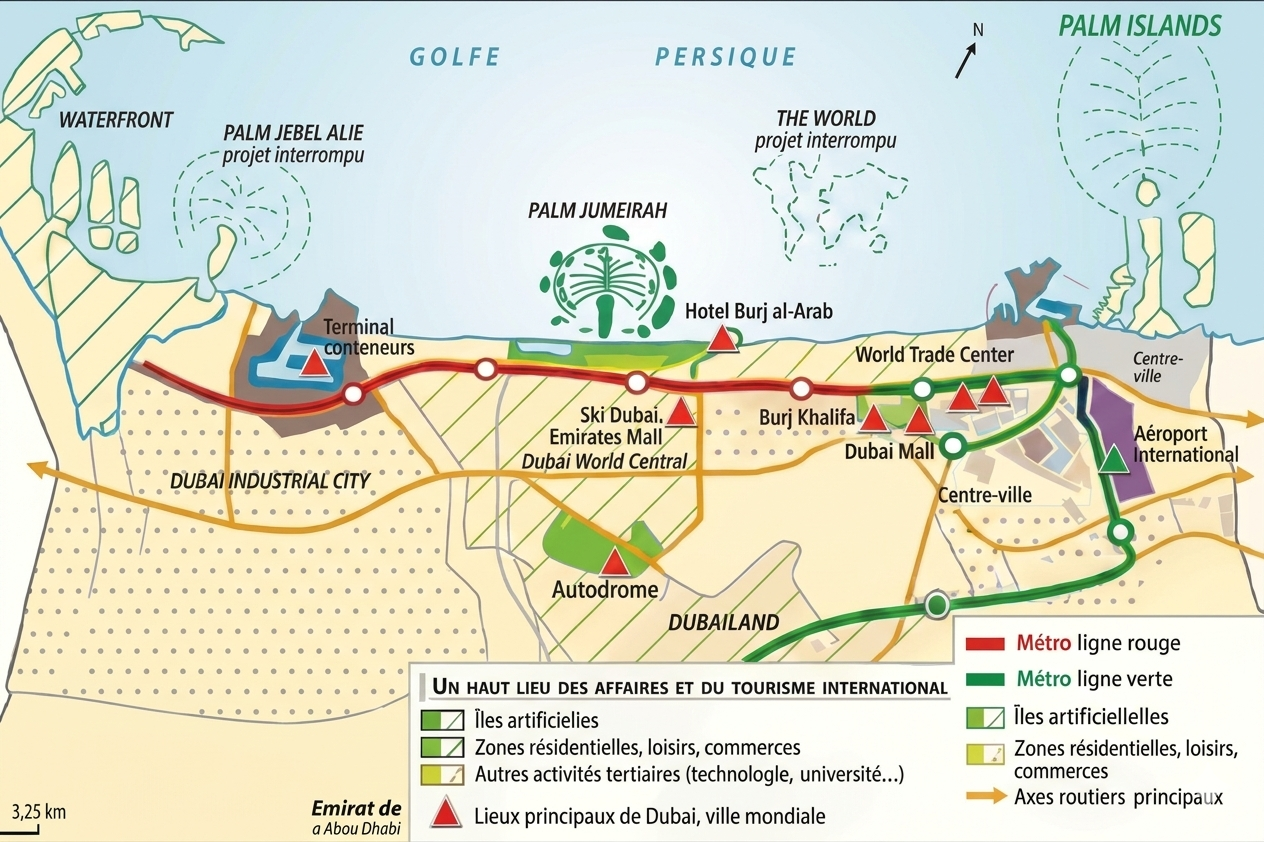 GOLFE PERSIQUE
N
PALM ISLANDS
WATERFRONT
PALM JEBEL ALIE
projet interrompu
THE WORLD
projet interrompu
PALM JUMEIRAH
Hotel Burj al-Arab
Terminal
conteneurs
World Trade Center
Centre-
ville
Ski Dubai,
Emirates Mall
Dubai World Central
Burj Khalifa
Dubai Mall
Aéroport
International
DUBAI INDUSTRIAL CITY
Centre-ville
Autodrome
DUBAILAND
Métro ligne rouge
Métro ligne verte
Îles artificiellelles
Zones résidentielles, loisirs,
commerces
Axes routiers principaux
UN HAUT LIEU DES AFFAIRES ET DU TOURISME INTERNATIONAL
Îles artificielies
Zones résidentielles, loisirs, commerces
Autres activités tertiaires (technologle, université...)
Lieux principaux de Dubai, ville mondiale
3,25 km
Emirat de
a Abou Dhabi